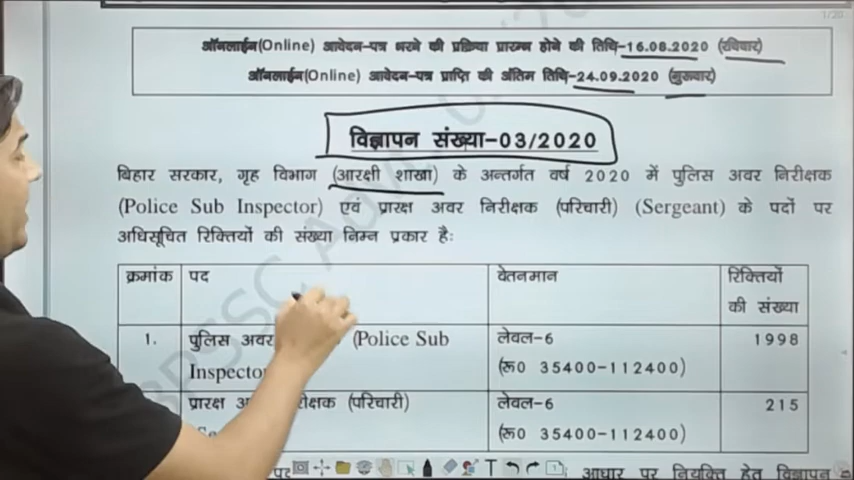 1/20
ऑनलाईन(Online) आवेदन-पत्र भरने की प्रक्रिया प्रारम्भ होने की तिथि-16.08.2020 (रविवार)
ऑनलाईन(Online) आवेदन-पत्र प्राप्ति की अंतिम तिथि-24.09.2020 (गुरूवार)
विज्ञापन संख्या-03/2020
बिहार सरकार, गृह विभाग (आरक्षी शाखा) के अन्तर्गत वर्ष 2020 में पुलिस अवर निरीक्षक
(Police Sub Inspector) एवं प्रारक्ष अवर निरीक्षक (परिचारी) (Sergeant) के पदों पर
अधिसूचित रिक्तियों की संख्या निम्न प्रकार है:
क्रमांक पद वेतनमान रिक्तियों
की संख्या
1. पुलिस अवर (Police Sub लेवल-6 1998
Inspector (रू0 35400-112400)
प्रारक्ष (परिचारी) लेवल-6 215
(रू0 35400-112400)
पद आधार पर नियुक्ति हेतु विज्ञापन